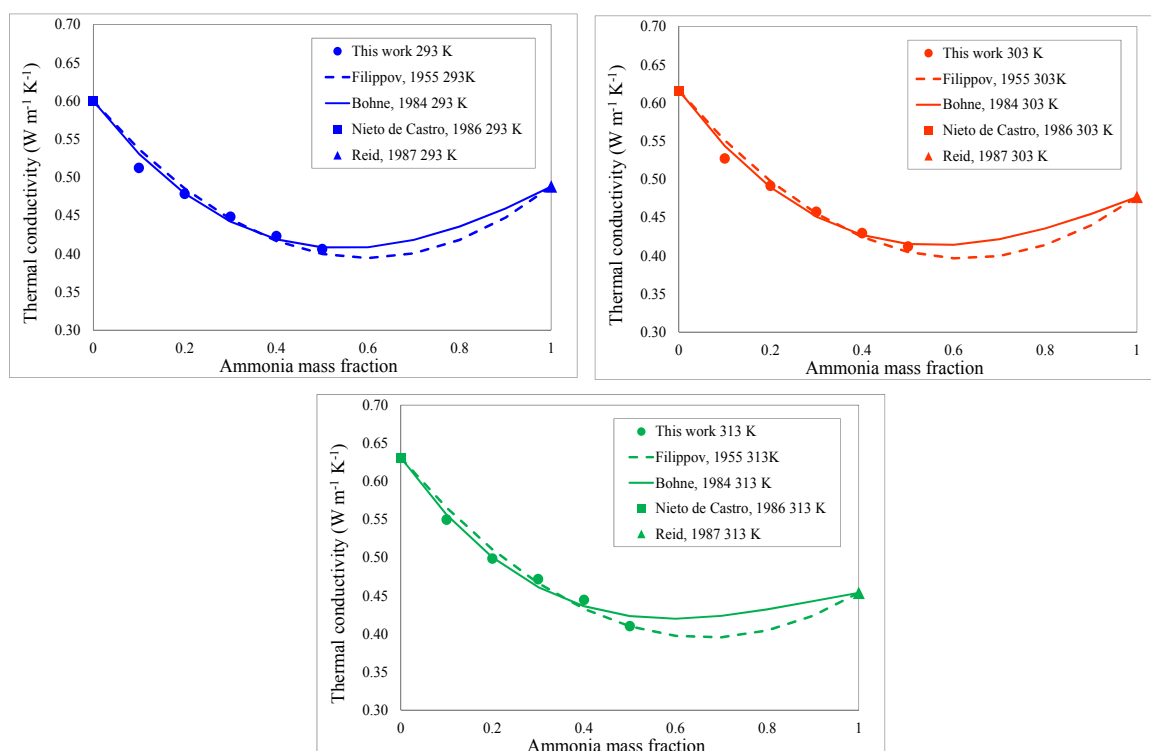 Thermal conductivity (W m⁻¹ K⁻¹)
0.70
0.65
0.60
0.55
0.50
0.45
0.40
0.35
0.30
This work 293 K
Filippov, 1955 293K
Bohne, 1984 293 K
Nieto de Castro, 1986 293 K
Reid, 1987 293 K
0 0.2 0.4 0.6 0.8 1
Ammonia mass fraction
Thermal conductivity (W m⁻¹ K⁻¹)
0.70
0.65
0.60
0.55
0.50
0.45
0.40
0.35
0.30
This work 303 K
Filippov, 1955 303K
Bohne, 1984 303 K
Nieto de Castro, 1986 303 K
Reid, 1987 303 K
0 0.2 0.4 0.6 0.8 1
Ammonia mass fraction
Thermal conductivity (W m⁻¹ K⁻¹)
0.70
0.65
0.60
0.55
0.50
0.45
0.40
0.35
0.30
This work 313 K
Filippov, 1955 313K
Bohne, 1984 313 K
Nieto de Castro, 1986 313 K
Reid, 1987 313 K
0 0.2 0.4 0.6 0.8 1
Ammonia mass fraction